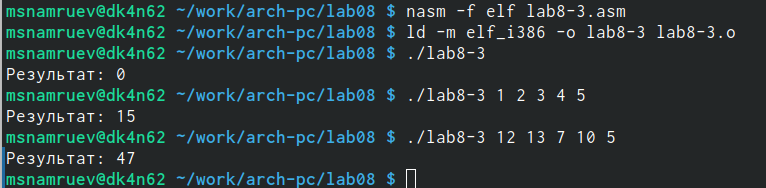 msnamruev@dk4n62 ~/work/arch-pc/lab08 $ nasm -f elf lab8-3.asm
msnamruev@dk4n62 ~/work/arch-pc/lab08 $ ld -m elf_i386 -o lab8-3 lab8-3.o
msnamruev@dk4n62 ~/work/arch-pc/lab08 $ ./lab8-3
Результат: 0
msnamruev@dk4n62 ~/work/arch-pc/lab08 $ ./lab8-3 1 2 3 4 5
Результат: 15
msnamruev@dk4n62 ~/work/arch-pc/lab08 $ ./lab8-3 12 13 7 10 5
Результат: 47
msnamruev@dk4n62 ~/work/arch-pc/lab08 $